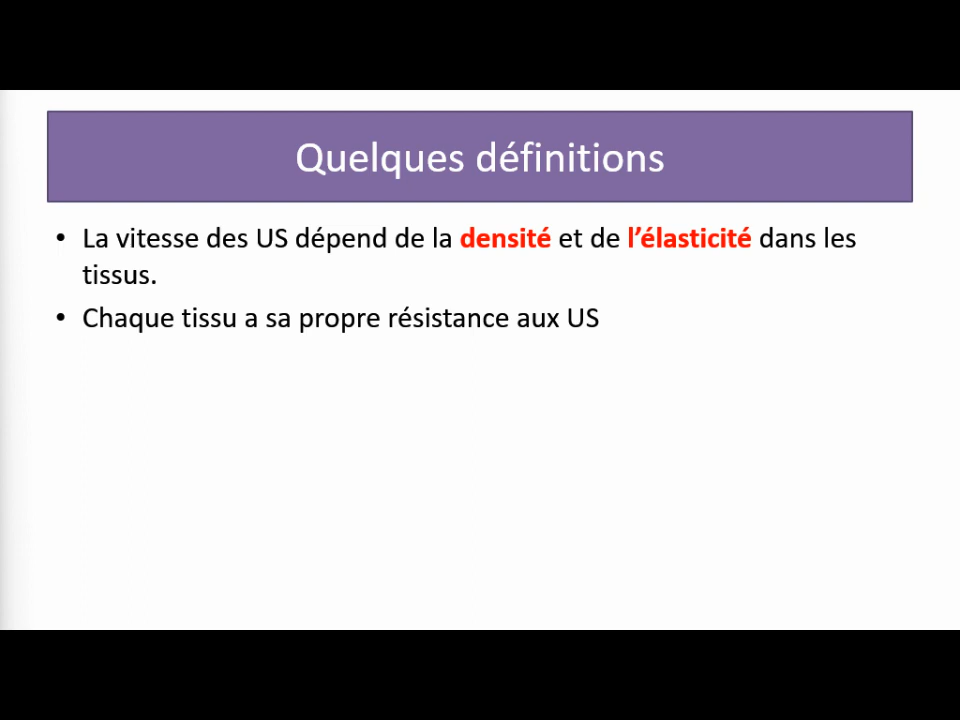 Quelques définitions
• La vitesse des US dépend de la densité et de l’élasticité dans les
tissus.
• Chaque tissu a sa propre résistance aux US